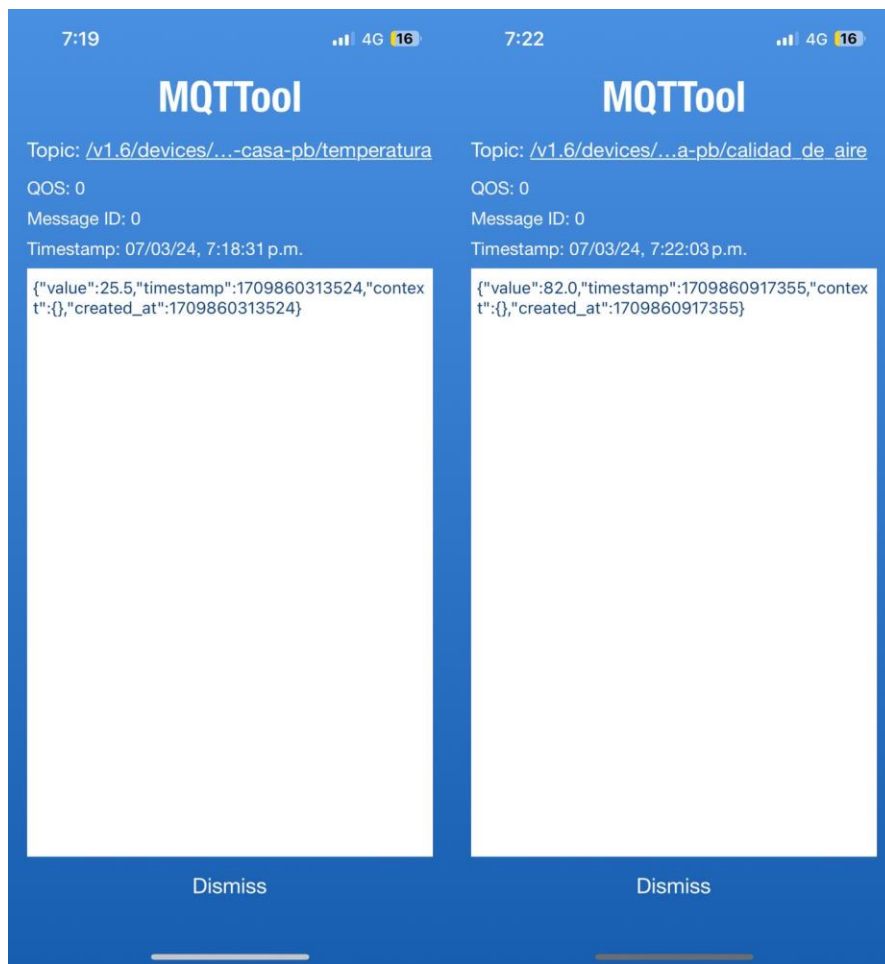 7:19
4G 16
MQTTool
Topic: /v1.6/devices/...-casa-pb/temperatura
QOS: 0
Message ID: 0
Timestamp: 07/03/24, 7:18:31 p.m.
{"value":25.5,"timestamp":1709860313524,"contex
t":{},"created_at":1709860313524}
Dismiss
7:22
4G 16
MQTTool
Topic: /v1.6/devices/...a-pb/calidad_de_aire
QOS: 0
Message ID: 0
Timestamp: 07/03/24, 7:22:03 p.m.
{"value":82.0,"timestamp":1709860917355,"contex
t":{},"created_at":1709860917355}
Dismiss